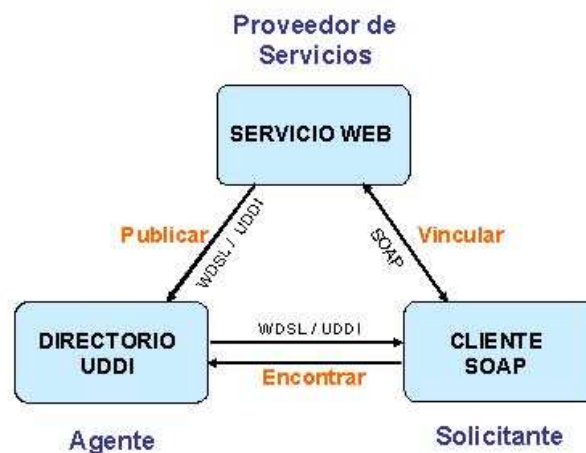 Proveedor de
Servicios
SERVICIO WEB
Publicar
WDSL / UDDI
SOAP
Vincular
DIRECTORIO
UDDI
WDSL / UDDI
Encontrar
CLIENTE
SOAP
Agente
Solicitante